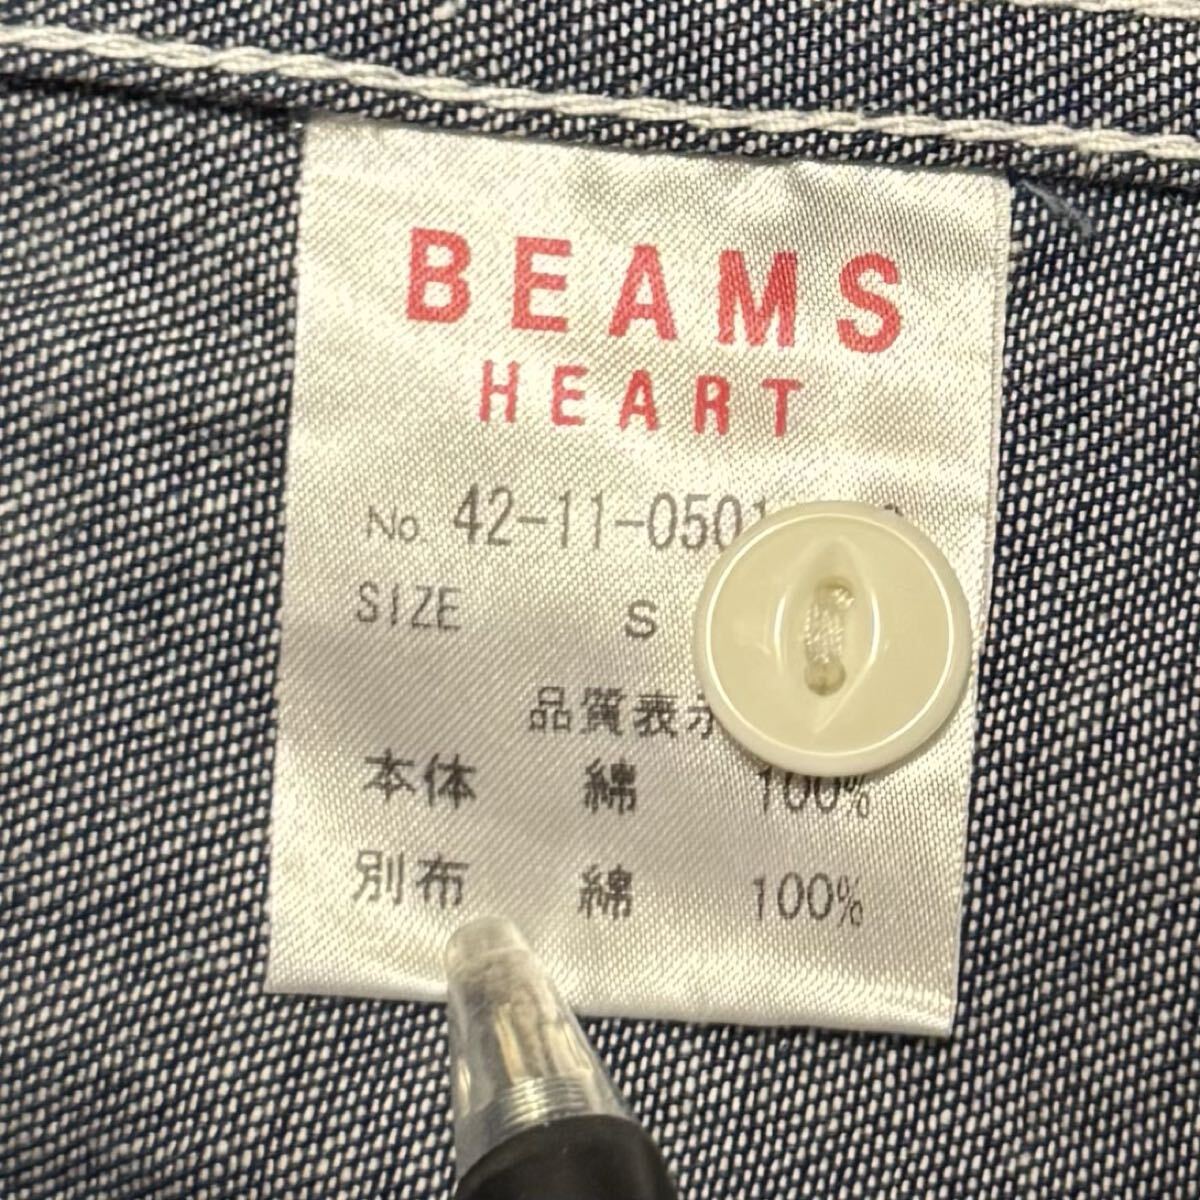 BEAMS
HEART
No. 42-11-0501
SIZE S
品質表示
本体 綿 100%
別布 綿 100%